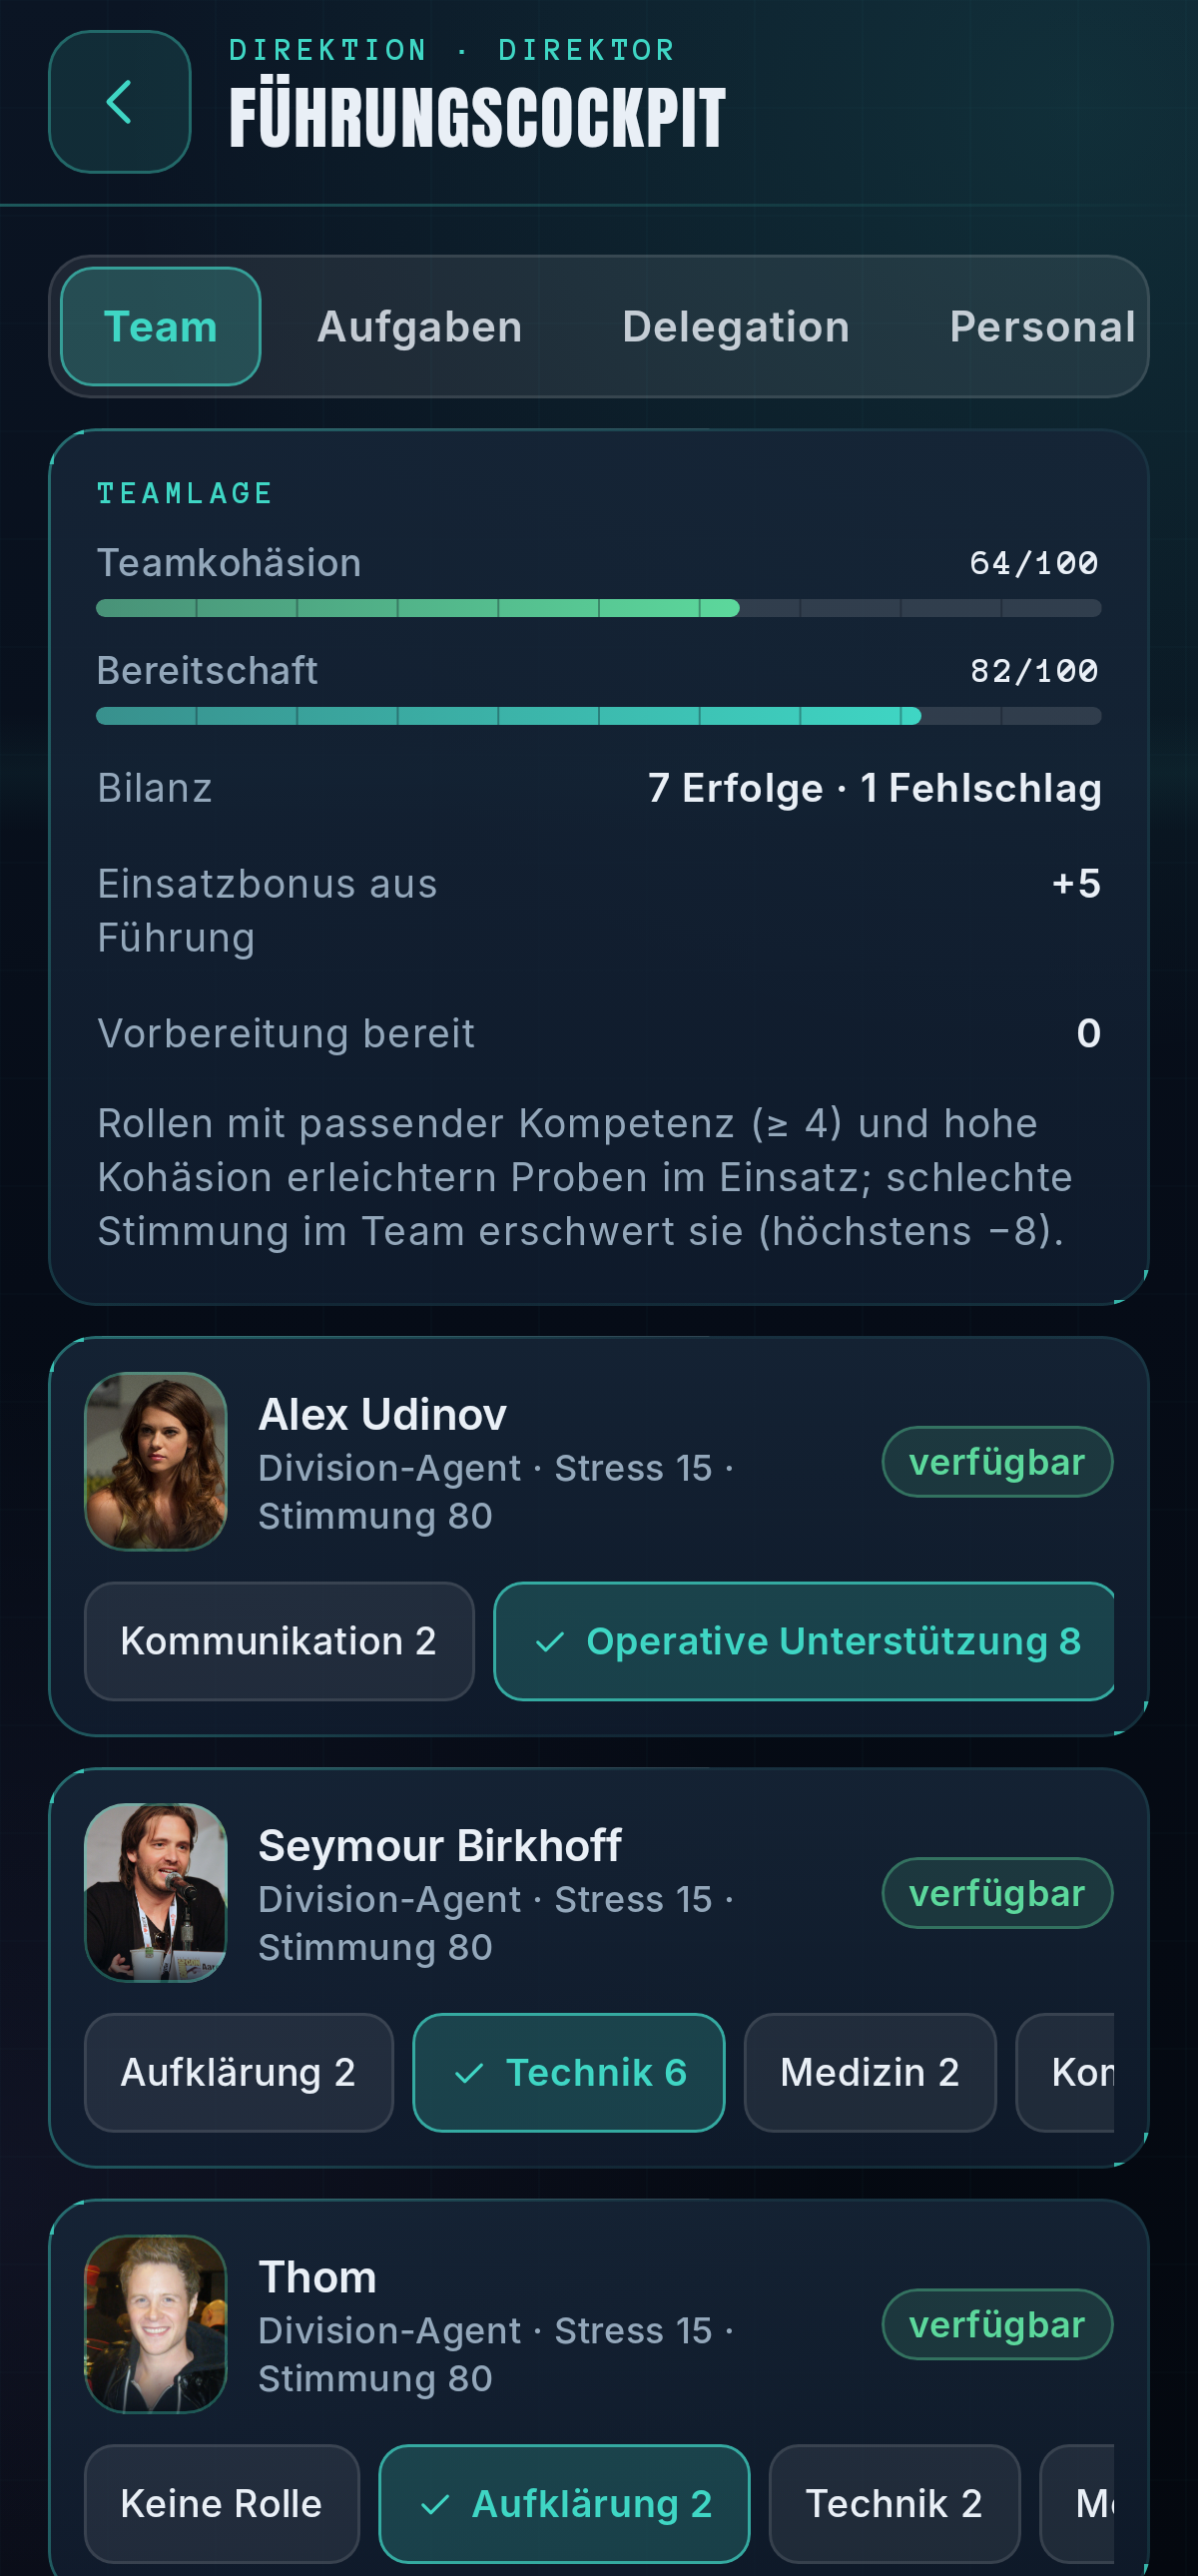 DIREKTION · DIREKTOR
FÜHRUNGSCOCKPIT
Team Aufgaben Delegation Personal
TEAMLAGE
Teamkohäsion 64/100
Bereitschaft 82/100
Bilanz 7 Erfolge · 1 Fehlschlag
Einsatzbonus aus +5
Führung
Vorbereitung bereit 0
Rollen mit passender Kompetenz (≥ 4) und hohe
Kohäsion erleichtern Proben im Einsatz; schlechte
Stimmung im Team erschwert sie (höchstens −8).
Alex Udinov
Division-Agent · Stress 15 ·
Stimmung 80
verfügbar
Kommunikation 2 ✓ Operative Unterstützung 8
Seymour Birkhoff
Division-Agent · Stress 15 ·
Stimmung 80
verfügbar
Aufklärung 2 ✓ Technik 6 Medizin 2
Thom
Division-Agent · Stress 15 ·
Stimmung 80
verfügbar
Keine Rolle ✓ Aufklärung 2 Technik 2